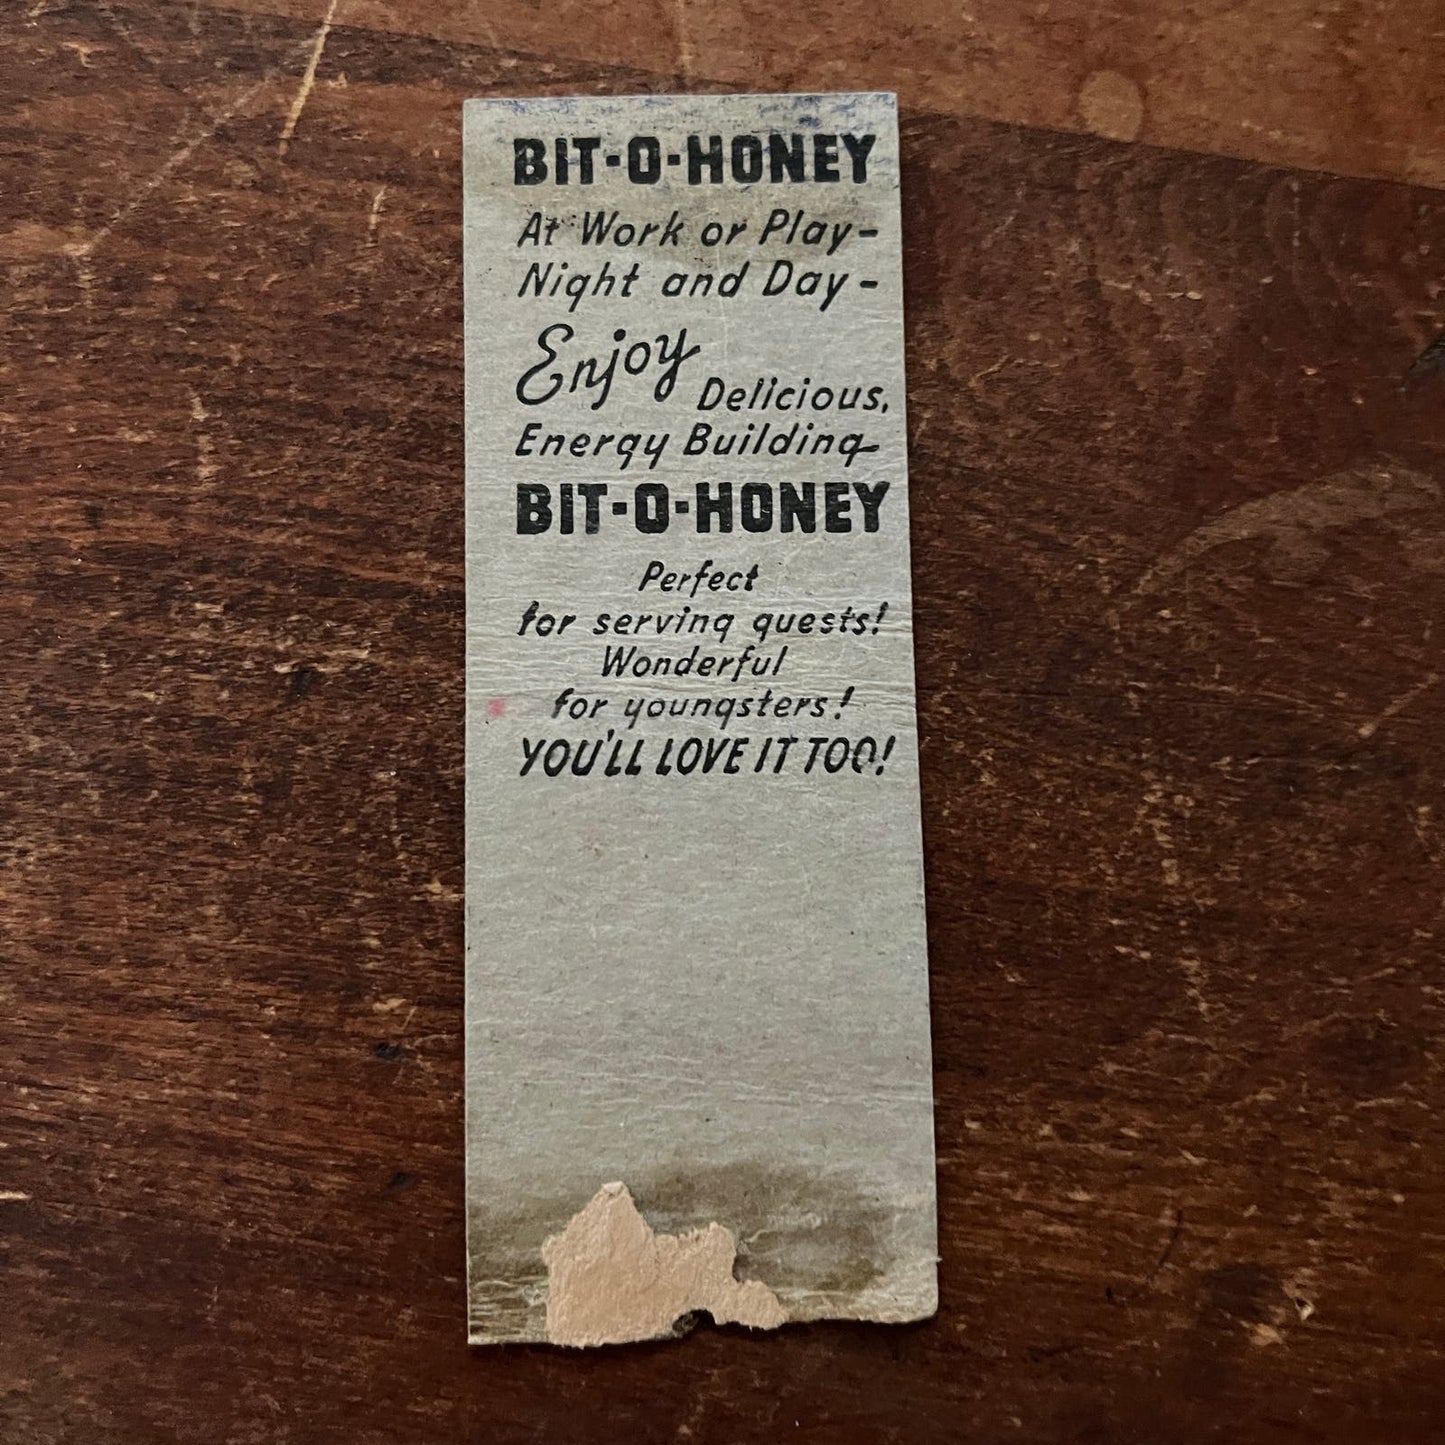 BIT-O-HONEY
At Work or Play-
Night and Day-
Enjoy Delicious,
Energy Building
BIT-O-HONEY
Perfect
for serving guests!
Wonderful
for youngsters!
YOU'LL LOVE IT TOO!